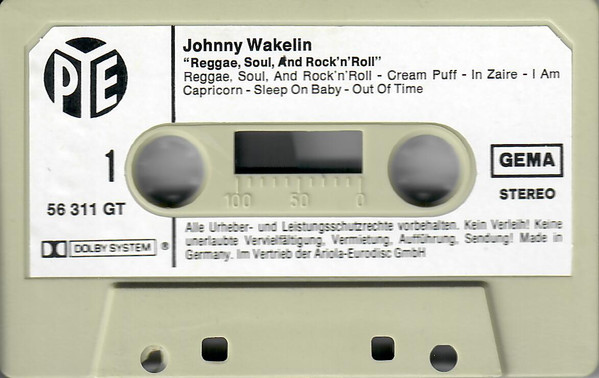 PYE
Johnny Wakelin
"Reggae, Soul, And Rock'n'Roll"
Reggae, Soul, And Rock'n'Roll - Cream Puff - In Zaire - I Am
Capricorn - Sleep On Baby - Out Of Time
1
56 311 GT
100 50 0
GEMA
STEREO
DOLBY SYSTEM ®
Alle Urheber- und Leistungsschutzrechte vorbehalten. Kein Verleih! Keine
unerlaubte Vervielfältigung, Vermietung, Aufführung, Sendung! Made in
Germany. Im Vertrieb der Ariola-Eurodisc GmbH